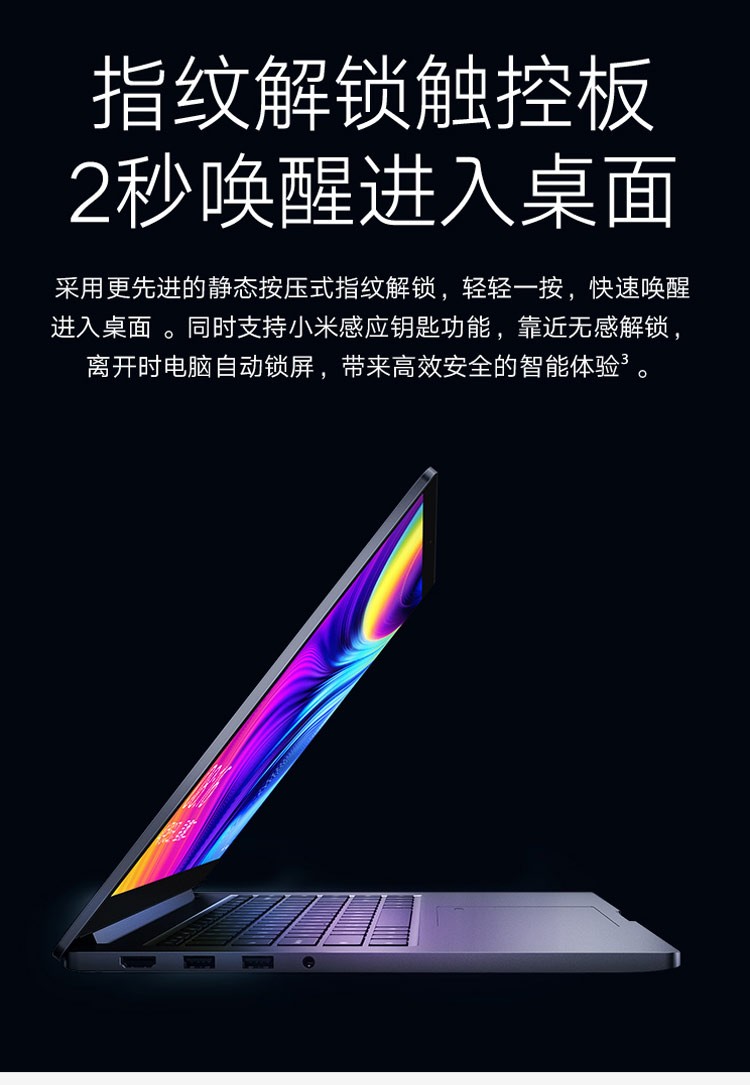 指纹解锁触控板
2秒唤醒进入桌面
采用更先进的静态按压式指纹解锁，轻轻一按，快速唤醒
进入桌面 。同时支持小米感应钥匙功能，靠近无感解锁，
离开时电脑自动锁屏，带来高效安全的智能体验³ 。